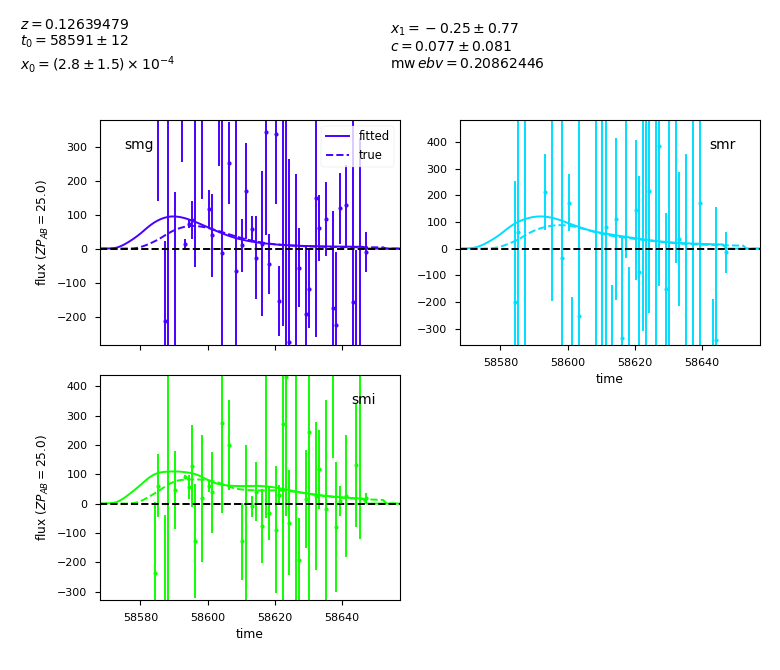 z = 0.12639479
t₀ = 58591 ± 12
x₀ = (2.8 ± 1.5) × 10⁻⁴
x₁ = −0.25 ± 0.77
c = 0.077 ± 0.081
mw ebv = 0.20862446
smg
fitted
true
300
200
100
0
−100
−200
flux (ZP_AB = 25.0)
smr
400
300
200
100
0
−100
−200
−300
58580 58600 58620 58640
time
smi
400
300
200
100
0
−100
−200
−300
flux (ZP_AB = 25.0)
58580 58600 58620 58640
time